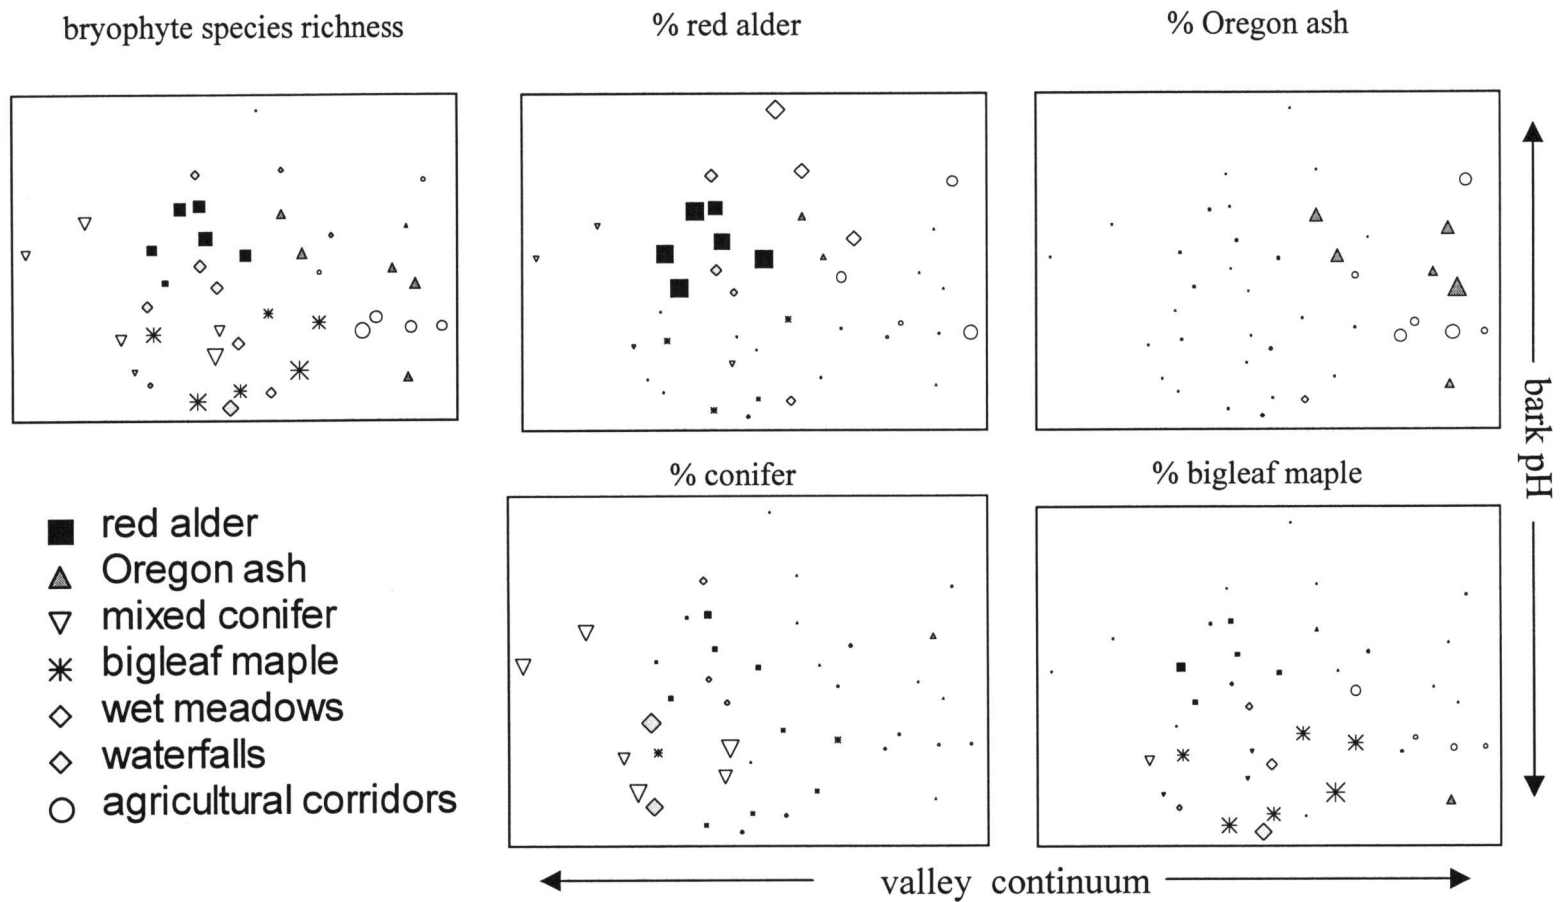 bryophyte species richness
% red alder
% Oregon ash
% conifer
% bigleaf maple
red alder
Oregon ash
mixed conifer
bigleaf maple
wet meadows
waterfalls
agricultural corridors
bark pH
valley continuum